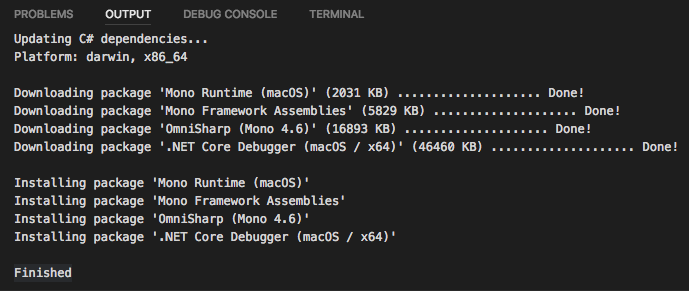 PROBLEMS OUTPUT DEBUG CONSOLE TERMINAL
Updating C# dependencies...
Platform: darwin, x86_64
Downloading package 'Mono Runtime (macOS)' (2031 KB) .................... Done!
Downloading package 'Mono Framework Assemblies' (5829 KB) .................... Done!
Downloading package 'OmniSharp (Mono 4.6)' (16893 KB) .................... Done!
Downloading package '.NET Core Debugger (macOS / x64)' (46460 KB) .................... Done!
Installing package 'Mono Runtime (macOS)'
Installing package 'Mono Framework Assemblies'
Installing package 'OmniSharp (Mono 4.6)'
Installing package '.NET Core Debugger (macOS / x64)'
Finished